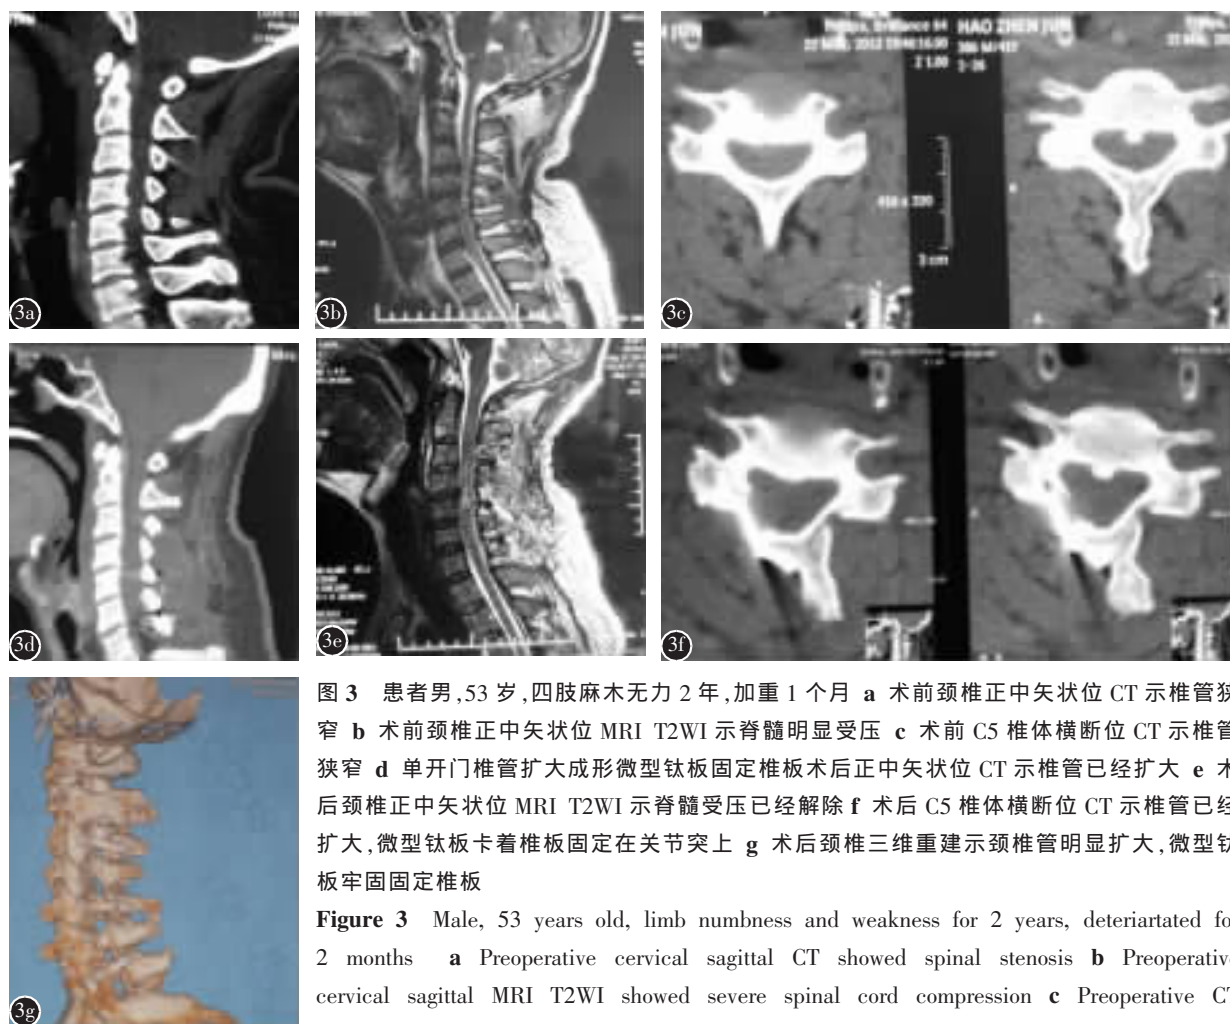 3a
3b
Brilliance 64 HAO ZHEN JUN
3 cm
3c
3d
3e
3f
3g
图 3 患者男,53 岁,四肢麻木无力 2 年,加重 1 个月 a 术前颈椎正中矢状位 CT 示椎管狭
窄 b 术前颈椎正中矢状位 MRI T2WI 示脊髓明显受压 c 术前 C5 椎体横断位 CT 示椎管
狭窄 d 单开门椎管扩大成形微型钛板固定椎板术后正中矢状位 CT 示椎管已经扩大 e 术
后颈椎正中矢状位 MRI T2WI 示脊髓受压已经解除 f 术后 C5 椎体横断位 CT 示椎管已经
扩大,微型钛板卡着椎板固定在关节突上 g 术后颈椎三维重建示颈椎管明显扩大,微型钛
板牢固固定椎板
Figure 3 Male, 53 years old, limb numbness and weakness for 2 years, deteriartated fo
2 months a Preoperative cervical sagittal CT showed spinal stenosis b Preoperativ
cervical sagittal MRI T2WI showed severe spinal cord compression c Preoperative CT